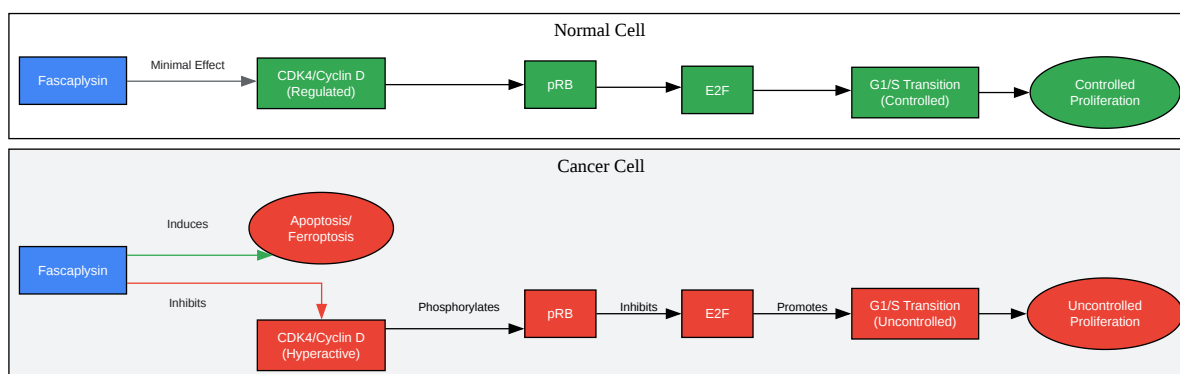 Normal Cell
Fascaplysin
Minimal Effect
CDK4/Cyclin D
(Regulated)
pRB
E2F
G1/S Transition
(Controlled)
Controlled
Proliferation
Cancer Cell
Fascaplysin
Induces
Apoptosis/
Ferroptosis
Inhibits
CDK4/Cyclin D
(Hyperactive)
Phosphorylates
pRB
Inhibits
E2F
Promotes
G1/S Transition
(Uncontrolled)
Uncontrolled
Proliferation